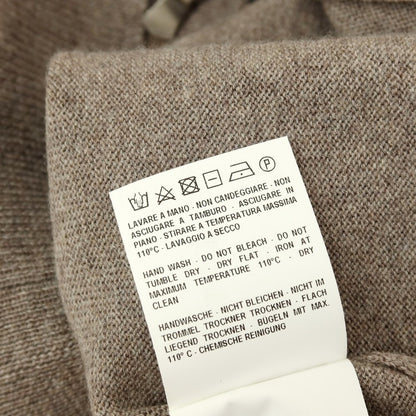 P
LAVARE A MANO - NON CANDEGGIARE - NON
ASCIUGARE A TAMBURO - ASCIUGARE IN
PIANO - STIRARE A TEMPERATURA MASSIMA
110°C - LAVAGGIO A SECCO
HAND WASH - DO NOT BLEACH - DO NOT
TUMBLE DRY - DRY FLAT - IRON AT
MAXIMUM TEMPERATURE 110°C - DRY
CLEAN
HANDWÄSCHE - NICHT BLEICHEN - NICHT IM
TROMMEL TROCKNER TROCKNEN - FLACH
LIEGEND TROCKNEN - BÜGELN MIT MAX.
110° C - CHEMISCHE REINIGUNG